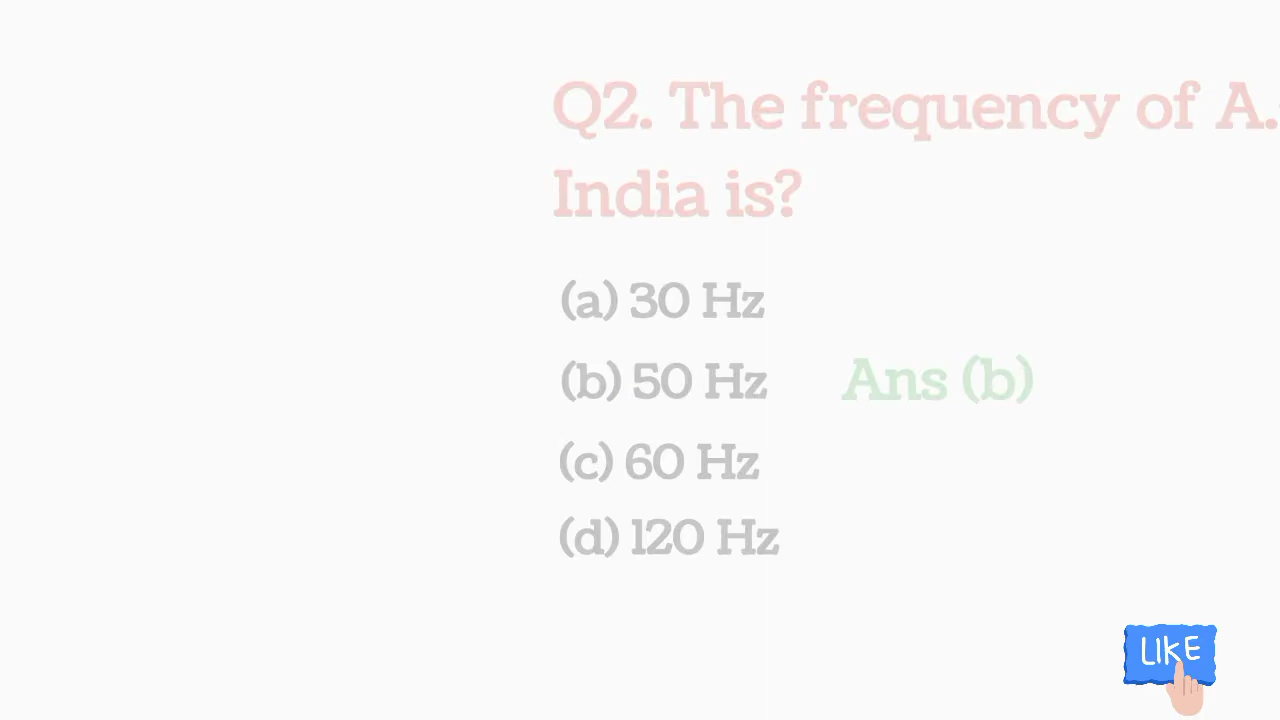 Q2. The frequency of A.
India is?
(a) 30 Hz
(b) 50 Hz Ans (b)
(c) 60 Hz
(d) 120 Hz
LIKE